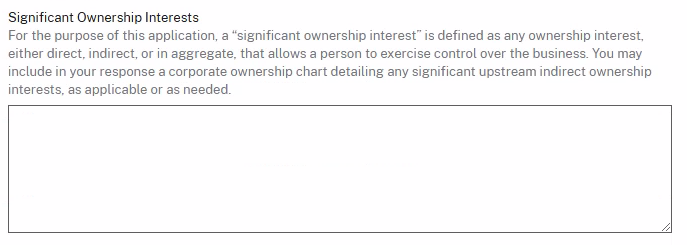 Significant Ownership Interests
For the purpose of this application, a “significant ownership interest” is defined as any ownership interest,
either direct, indirect, or in aggregate, that allows a person to exercise control over the business. You may
include in your response a corporate ownership chart detailing any significant upstream indirect ownership
interests, as applicable or as needed.